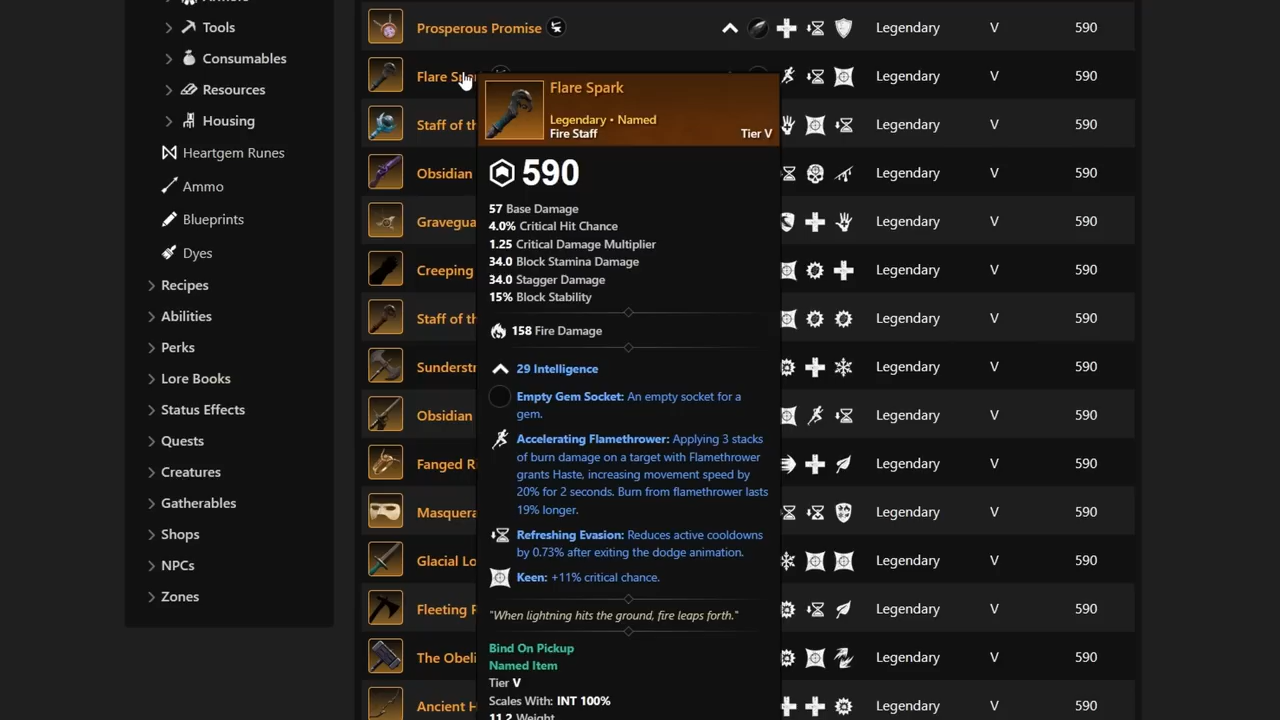 Tools
Consumables
Resources
Housing
Heartgem Runes
Ammo
Blueprints
Dyes
Recipes
Abilities
Perks
Lore Books
Status Effects
Quests
Creatures
Gatherables
Shops
NPCs
Zones
Prosperous Promise Legendary V 590
Flare Legendary V 590
Staff of Legendary V 590
Obsidian Legendary V 590
Legendary V 590
Creeping Legendary V 590
Staff of Legendary V 590
Legendary V 590
Obsidian Legendary V 590
Fanged Legendary V 590
Legendary V 590
Glacial Legendary V 590
Fleeting Legendary V 590
The Legendary V 590
Ancient Legendary V 590
Flare Spark
Legendary • Named
Fire Staff Tier V
590
57 Base Damage
4.0% Critical Hit Chance
1.25 Critical Damage Multiplier
34.0 Block Stamina Damage
34.0 Stagger Damage
15% Block Stability
158 Fire Damage
29 Intelligence
Empty Gem Socket: An empty socket for a
gem.
Accelerating Flamethrower: Applying 3 stacks
of burn damage on a target with Flamethrower
grants Haste, increasing movement speed by
20% for 2 seconds. Burn from flamethrower lasts
19% longer.
Refreshing Evasion: Reduces active cooldowns
by 0.73% after exiting the dodge animation.
Keen: +11% critical chance.
"When lightning hits the ground, fire leaps forth."
Bind On Pickup
Named Item
Tier V
Scales With: INT 100%
11.2 Weight